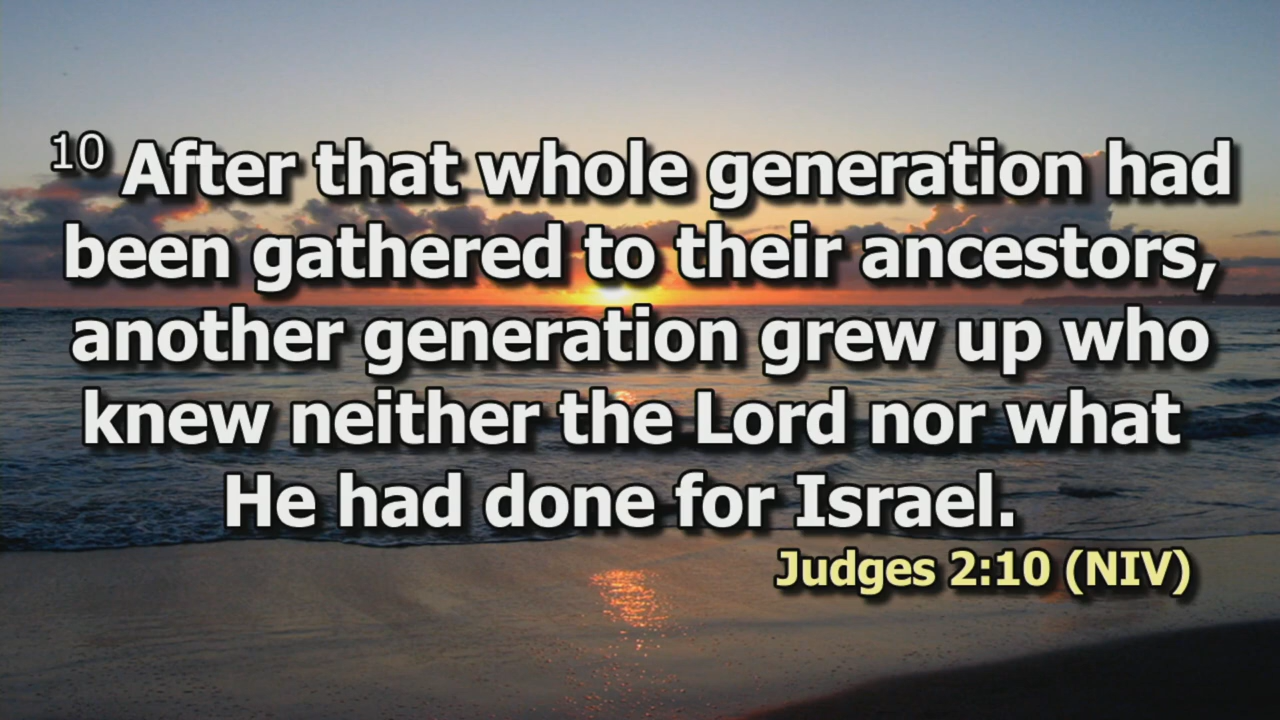 10 After that whole generation had
been gathered to their ancestors,
another generation grew up who
knew neither the Lord nor what
He had done for Israel.
Judges 2:10 (NIV)